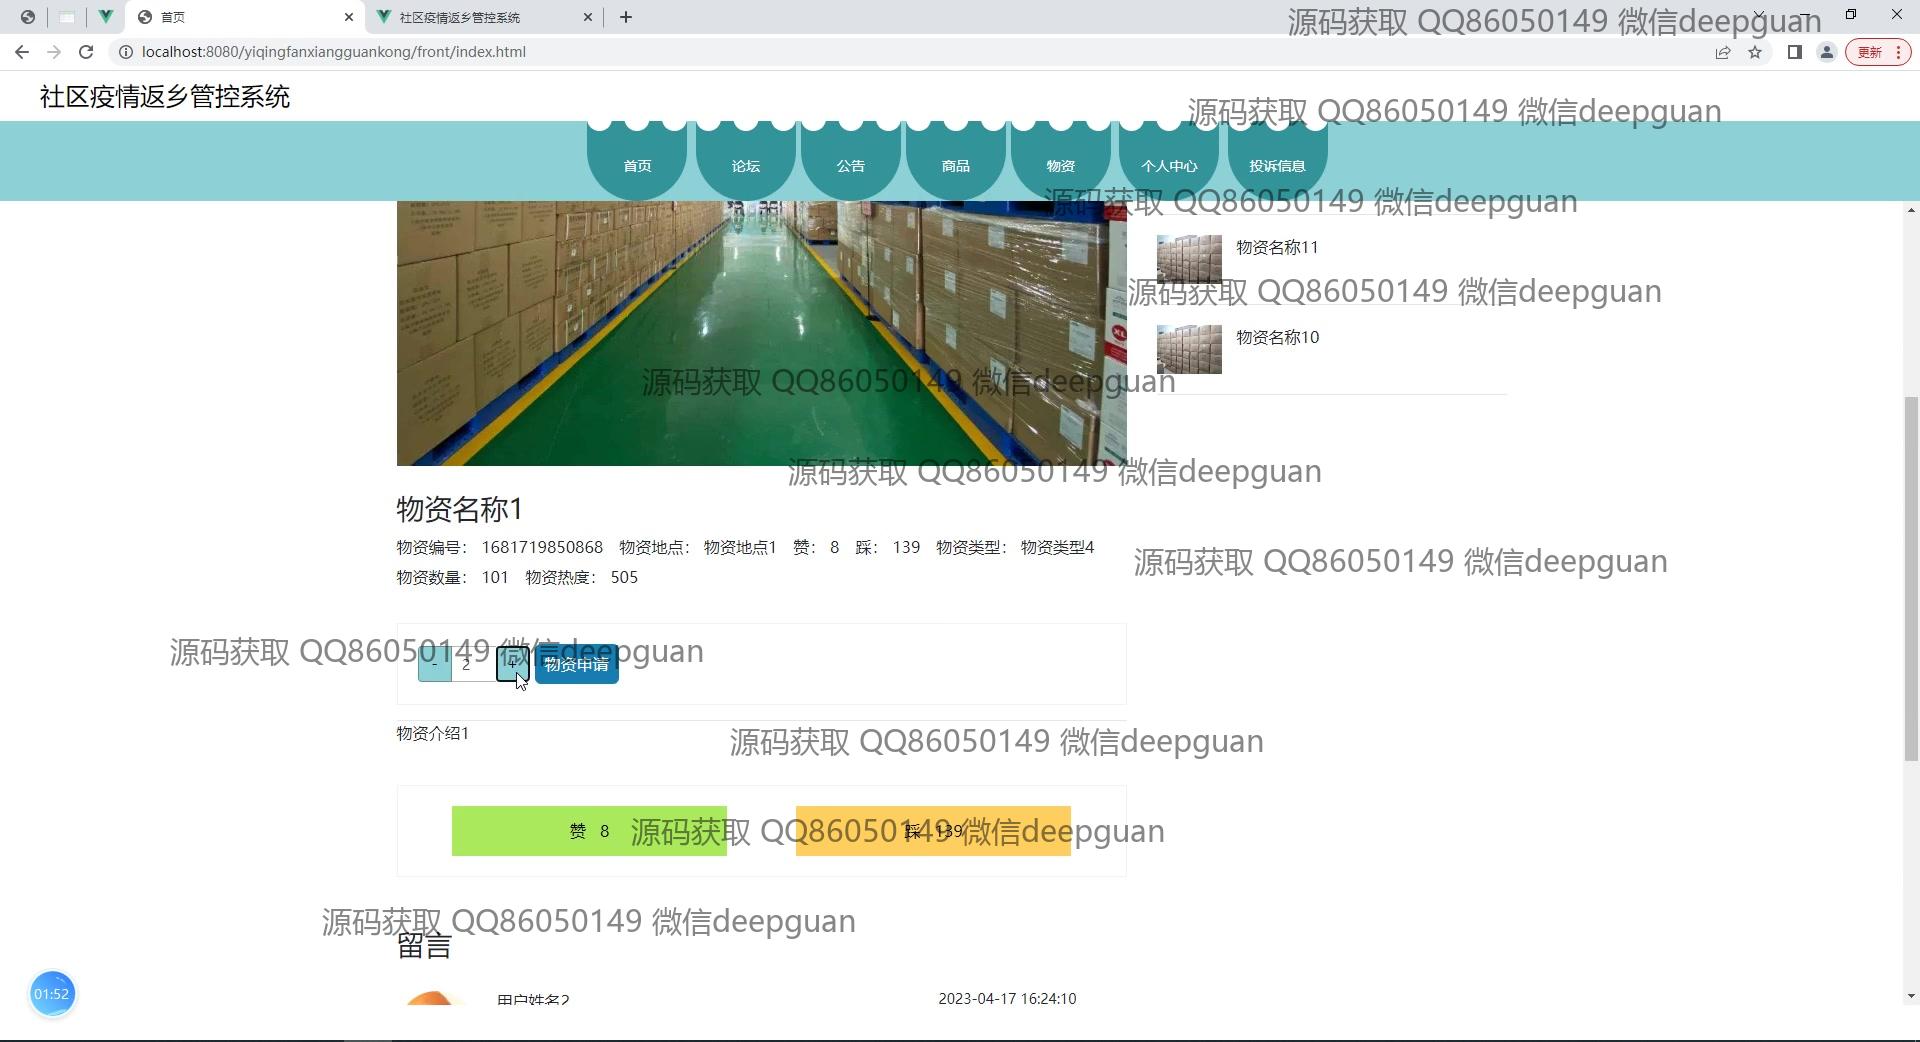 首页
社区疫情返乡管控系统
源码获取 QQ86050149 微信deepguan
localhost:8080/yiqingfanxiangguankong/front/index.html
更新
社区疫情返乡管控系统
源码获取 QQ86050149 微信deepguan
首页 论坛 公告 商品 物资 个人中心 投诉信息
源码获取 QQ86050149 微信deepguan
物资名称11
源码获取 QQ86050149 微信deepguan
物资名称10
源码获取 QQ86050149 微信deepguan
源码获取 QQ86050149 微信deepguan
物资名称1
物资编号： 1681719850868 物资地点： 物资地点1 赞： 8 踩： 139 物资类型： 物资类型4
源码获取 QQ86050149 微信deepguan
物资数量： 101 物资热度： 505
源码获取 QQ86050149 微信deepguan
- 2 + 物资申请
物资介绍1
源码获取 QQ86050149 微信deepguan
赞 8 踩 139
源码获取 QQ86050149 微信deepguan
源码获取 QQ86050149 微信deepguan
留言
01:52
用户姓名2 2023-04-17 16:24:10